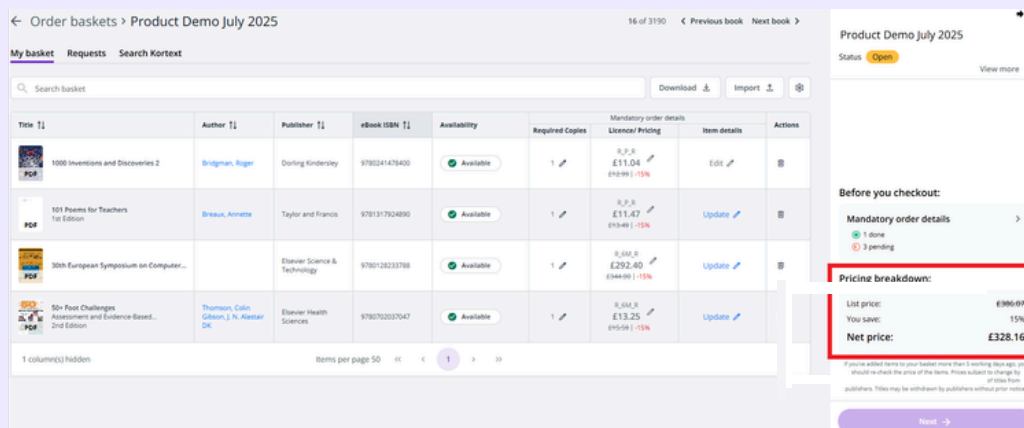 ← Order baskets > Product Demo July 2025
16 of 3190 < Previous book Next book >
My basket Requests Search Kortext
Search basket
Download Import
Title Author Publisher eBook ISBN Availability Mandatory order details Actions
Required Copies Licence/ Pricing Item details
PDF 1000 Inventions and Discoveries 2 Bridgman, Roger Dorling Kindersley 9780241478400 Available 1 R_P_R Edit
£11.04
£12.99 | -15%
PDF 101 Poems for Teachers Breaux, Annette Taylor and Francis 9781317924890 Available 1 R_P_R Update
1st Edition £11.47
£13.49 | -15%
PDF 30th European Symposium on Computer... Elsevier Science & Technology 9780128233788 Available 1 R_6M_R Update
£292.40
£344.00 | -15%
PDF 50+ Foot Challenges Thomson, Colin Elsevier Health Sciences 9780702037047 Available 1 R_6M_R Update
Assessment and Evidence-Based... Gibson, J. N. Alastair £13.25
2nd Edition DK £15.59 | -15%
1 column(s) hidden Items per page 50 << < 1 > >>
Product Demo July 2025
Status Open
View more
Before you checkout:
Mandatory order details >
1 done
3 pending
Pricing breakdown:
List price: £386.07
You save: 15%
Net price: £328.16
If you've added items to your basket more than 5 working days ago, yo
should re-check the price of the items. Prices subject to change by
of titles from
publishers. Titles may be withdrawn by publishers without prior notice
Next →